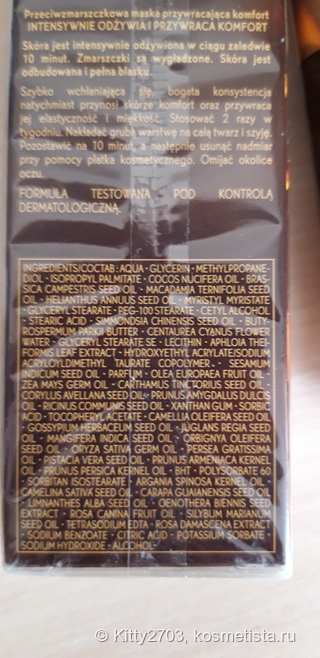 Przeciwzmarszczkowa maska przywracająca komfort
INTENSYWNIE ODŻYWIA I PRZYWRACA KOMFORT
Skóra jest intensywnie odżywiona w ciągu zaledwie
10 minut. Zmarszczki są wygładzone. Skóra jest
odbudowana i pełna blasku.
Szybko wchłaniająca się, bogata konsystencja
natychmiast przynosi skórze komfort oraz przywraca
jej elastyczność i miękkość. Stosować 2 razy w
tygodniu. Nakładać grubą warstwę na całą twarz i szyję.
Pozostawić na 10 minut, a następnie usunąć nadmiar
przy pomocy płatka kosmetycznego. Omijać okolice
oczu.
FORMUŁA TESTOWANA POD KONTROLĄ
DERMATOLOGICZNĄ.
INGREDIENTS/СОСТАВ: AQUA · GLYCERIN · METHYLPROPANE-
DIOL · ISOPROPYL PALMITATE · COCOS NUCIFERA OIL · BRAS-
SICA CAMPESTRIS SEED OIL · MACADAMIA TERNIFOLIA SEED
OIL · HELIANTHUS ANNUUS SEED OIL · MYRISTYL MYRISTATE
· GLYCERYL STEARATE · PEG-100 STEARATE · CETYL ALCOHOL
· STEARIC ACID · SIMMONDSIA CHINENSIS SEED OIL · BUTY-
ROSPERMUM PARKII BUTTER · CENTAUREA CYANUS FLOWER
WATER · GLYCERYL STEARATE SE · LECITHIN · APHLOIA THEI-
FORMIS LEAF EXTRACT · HYDROXYETHYL ACRYLATE/SODIUM
ACRYLOYLDIMETHYL TAURATE COPOLYMER · SESAMUM
INDICUM SEED OIL · PARFUM · OLEA EUROPAEA FRUIT OIL
· ZEA MAYS GERM OIL · CARTHAMUS TINCTORIUS SEED OIL ·
CORYLUS AVELLANA SEED OIL · PRUNUS AMYGDALUS DULCIS
OIL · RICINUS COMMUNIS SEED OIL · XANTHAN GUM · SORBIC
ACID · TOCOPHERYL ACETATE · CAMELLIA OLEIFERA SEED OIL
· GOSSYPIUM HERBACEUM SEED OIL · JUGLANS REGIA SEED
OIL · MANGIFERA INDICA SEED OIL · ORBIGNYA OLEIFERA
SEED OIL · ORYZA SATIVA GERM OIL · PERSEA GRATISSIMA
OIL · PISTACIA VERA SEED OIL · PRUNUS ARMENIACA KERNEL
OIL · PRUNUS PERSICA KERNEL OIL · BHT · POLYSORBATE 60
· SORBITAN ISOSTEARATE · ARGANIA SPINOSA KERNEL OIL ·
CAMELINA SATIVA SEED OIL · CARAPA GUAIANENSIS SEED OIL ·
LIMNANTHES ALBA SEED OIL · OENOTHERA BIENNIS SEED
EXTRACT · ROSA CANINA FRUIT OIL · SILYBUM MARIANUM
SEED OIL · TETRASODIUM EDTA · ROSA DAMASCENA EXTRACT
· SODIUM BENZOATE · CITRIC ACID · POTASSIUM SORBATE ·
SODIUM HYDROXIDE · ALCOHOL
© Kitty2703, kosmetista.ru